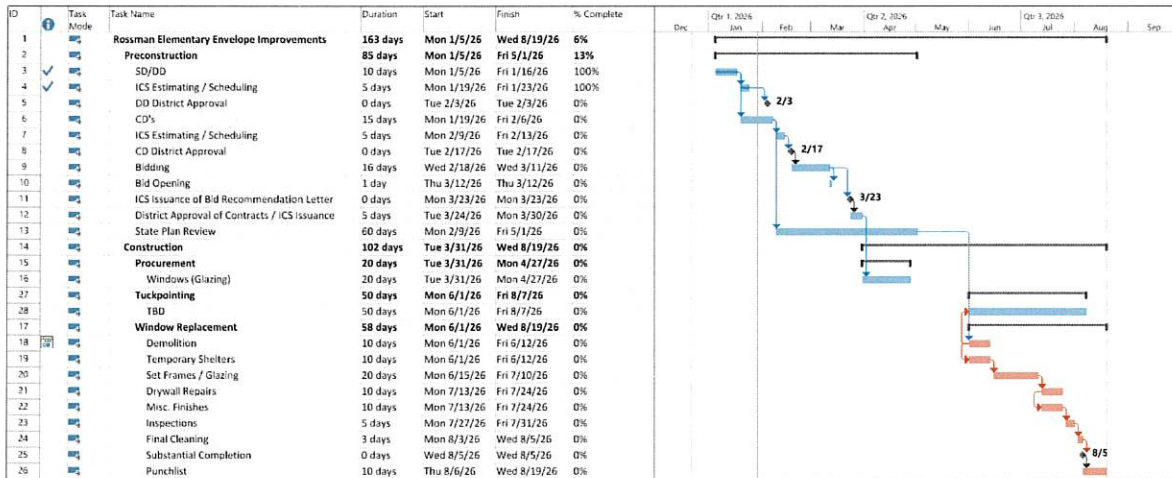 ID Task Mode Task Name Duration Start Finish % Complete Qtr 1, 2026 Qtr 2, 2026 Qtr 3, 2026
Dec Jan Feb Mar Apr May Jun Jul Aug Sep
1 Rossman Elementary Envelope Improvements 163 days Mon 1/5/26 Wed 8/19/26 6%
2 Preconstruction 85 days Mon 1/5/26 Fri 5/1/26 13%
3 SD/DD 10 days Mon 1/5/26 Fri 1/16/26 100%
4 ICS Estimating / Scheduling 5 days Mon 1/19/26 Fri 1/23/26 100%
5 DD District Approval 0 days Tue 2/3/26 Tue 2/3/26 0% 2/3
6 CD's 15 days Mon 1/19/26 Fri 2/6/26 0%
7 ICS Estimating / Scheduling 5 days Mon 2/9/26 Fri 2/13/26 0%
8 CD District Approval 0 days Tue 2/17/26 Tue 2/17/26 0% 2/17
9 Bidding 16 days Wed 2/18/26 Wed 3/11/26 0%
10 Bid Opening 1 day Thu 3/12/26 Thu 3/12/26 0%
11 ICS Issuance of Bid Recommendation Letter 0 days Mon 3/23/26 Mon 3/23/26 0% 3/23
12 District Approval of Contracts / ICS Issuance 5 days Tue 3/24/26 Mon 3/30/26 0%
13 State Plan Review 60 days Mon 2/9/26 Fri 5/1/26 0%
14 Construction 102 days Tue 3/31/26 Wed 8/19/26 0%
15 Procurement 20 days Tue 3/31/26 Mon 4/27/26 0%
16 Windows (Glazing) 20 days Tue 3/31/26 Mon 4/27/26 0%
27 Tuckpointing 50 days Mon 6/1/26 Fri 8/7/26 0%
28 TBD 50 days Mon 6/1/26 Fri 8/7/26 0%
17 Window Replacement 58 days Mon 6/1/26 Wed 8/19/26 0%
18 Demolition 10 days Mon 6/1/26 Fri 6/12/26 0%
19 Temporary Shelters 10 days Mon 6/1/26 Fri 6/12/26 0%
20 Set Frames / Glazing 20 days Mon 6/15/26 Fri 7/10/26 0%
21 Drywall Repairs 10 days Mon 7/13/26 Fri 7/24/26 0%
22 Misc. Finishes 10 days Mon 7/13/26 Fri 7/24/26 0%
23 Inspections 5 days Mon 7/27/26 Fri 7/31/26 0%
24 Final Cleaning 3 days Mon 8/3/26 Wed 8/5/26 0%
25 Substantial Completion 0 days Wed 8/5/26 Wed 8/5/26 0% 8/5
26 Punchlist 10 days Thu 8/6/26 Wed 8/19/26 0%